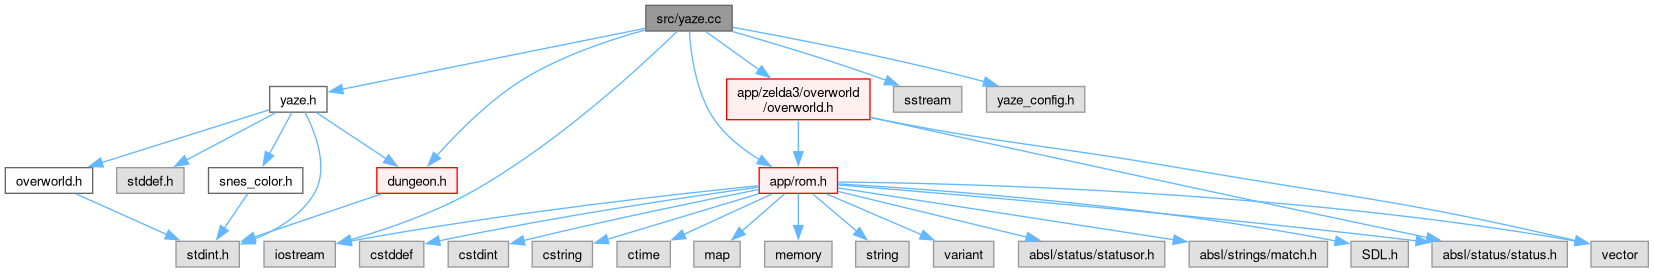 src/yaze.cc
yaze.h
app/zelda3/overworld
/overworld.h
sstream
yaze_config.h
overworld.h
stddef.h
snes_color.h
dungeon.h
app/rom.h
stdint.h
iostream
cstddef
cstdint
cstring
ctime
map
memory
string
variant
absl/status/statusor.h
absl/strings/match.h
SDL.h
absl/status/status.h
vector